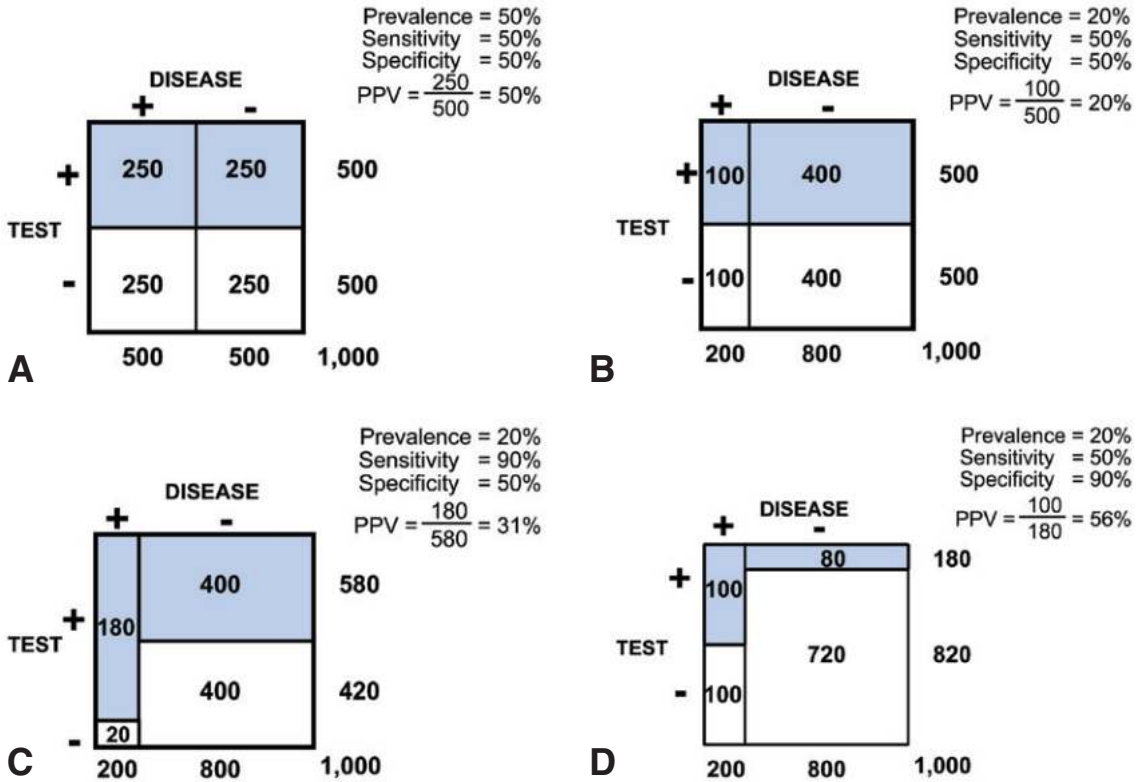 Prevalence = 50%
Sensitivity = 50%
Specificity = 50%
PPV = 250/500 = 50%
DISEASE
+ -
+ 250 250 500
TEST
- 250 250 500
500 500 1,000
A
Prevalence = 20%
Sensitivity = 50%
Specificity = 50%
PPV = 100/500 = 20%
DISEASE
+ -
+ 100 400 500
TEST
- 100 400 500
200 800 1,000
B
Prevalence = 20%
Sensitivity = 90%
Specificity = 50%
PPV = 180/580 = 31%
DISEASE
+ -
400 580
+ 180
TEST
400 420
- 20
200 800 1,000
C
Prevalence = 20%
Sensitivity = 50%
Specificity = 90%
PPV = 100/180 = 56%
DISEASE
+ -
80 180
+ 100
TEST 720 820
- 100
200 800 1,000
D